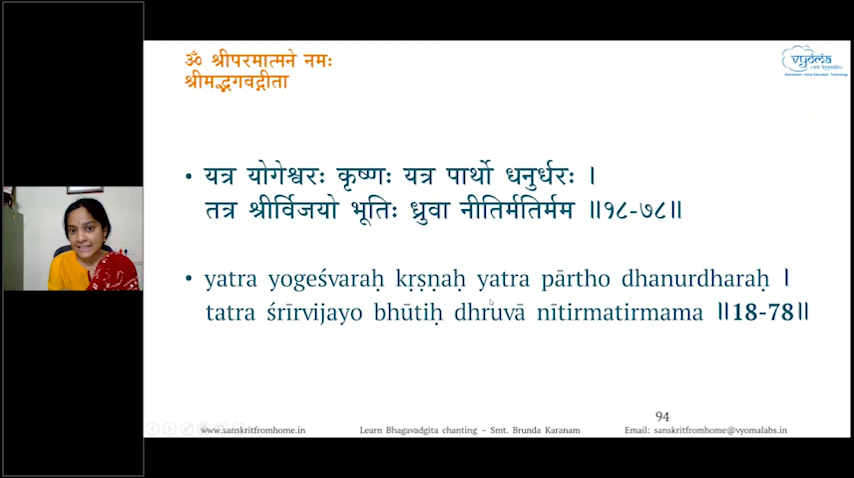 ॐ श्रीपरमात्मने नमः
श्रीमद्भगवद्गीता
vyoma
• यत्र योगेश्वरः कृष्णः यत्र पार्थो धनुर्धरः ।
तत्र श्रीर्विजयो भूतिः ध्रुवा नीतिर्मतिर्मम ॥१८-७८॥
• yatra yogeśvaraḥ kṛṣṇaḥ yatra pārtho dhanurdharaḥ ।
tatra śrīrvijayo bhūtiḥ dhruvā nītirmatirmama ॥18-78॥
94
www.sanskritfromhome.in Learn Bhagavadgita chanting – Smt. Brunda Karanam Email: sanskritfromhome@vyomalabs.in